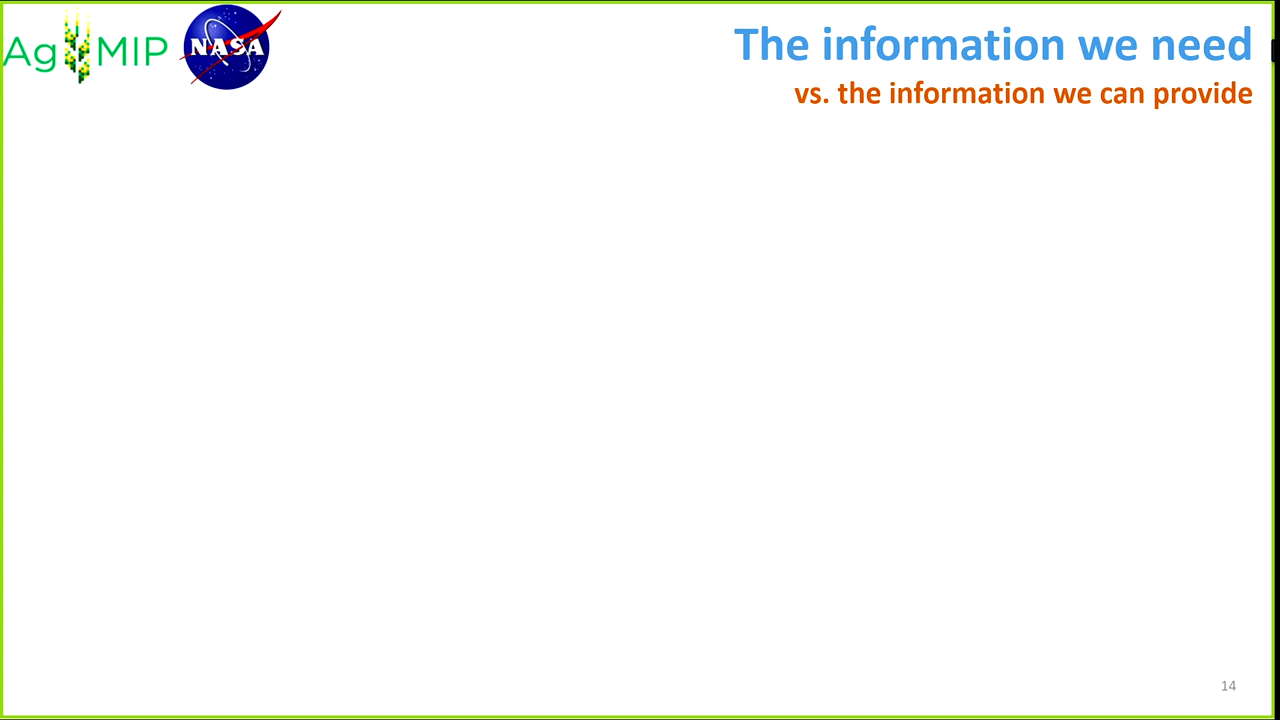 AgMIP
NASA
The information we need
vs. the information we can provide
14